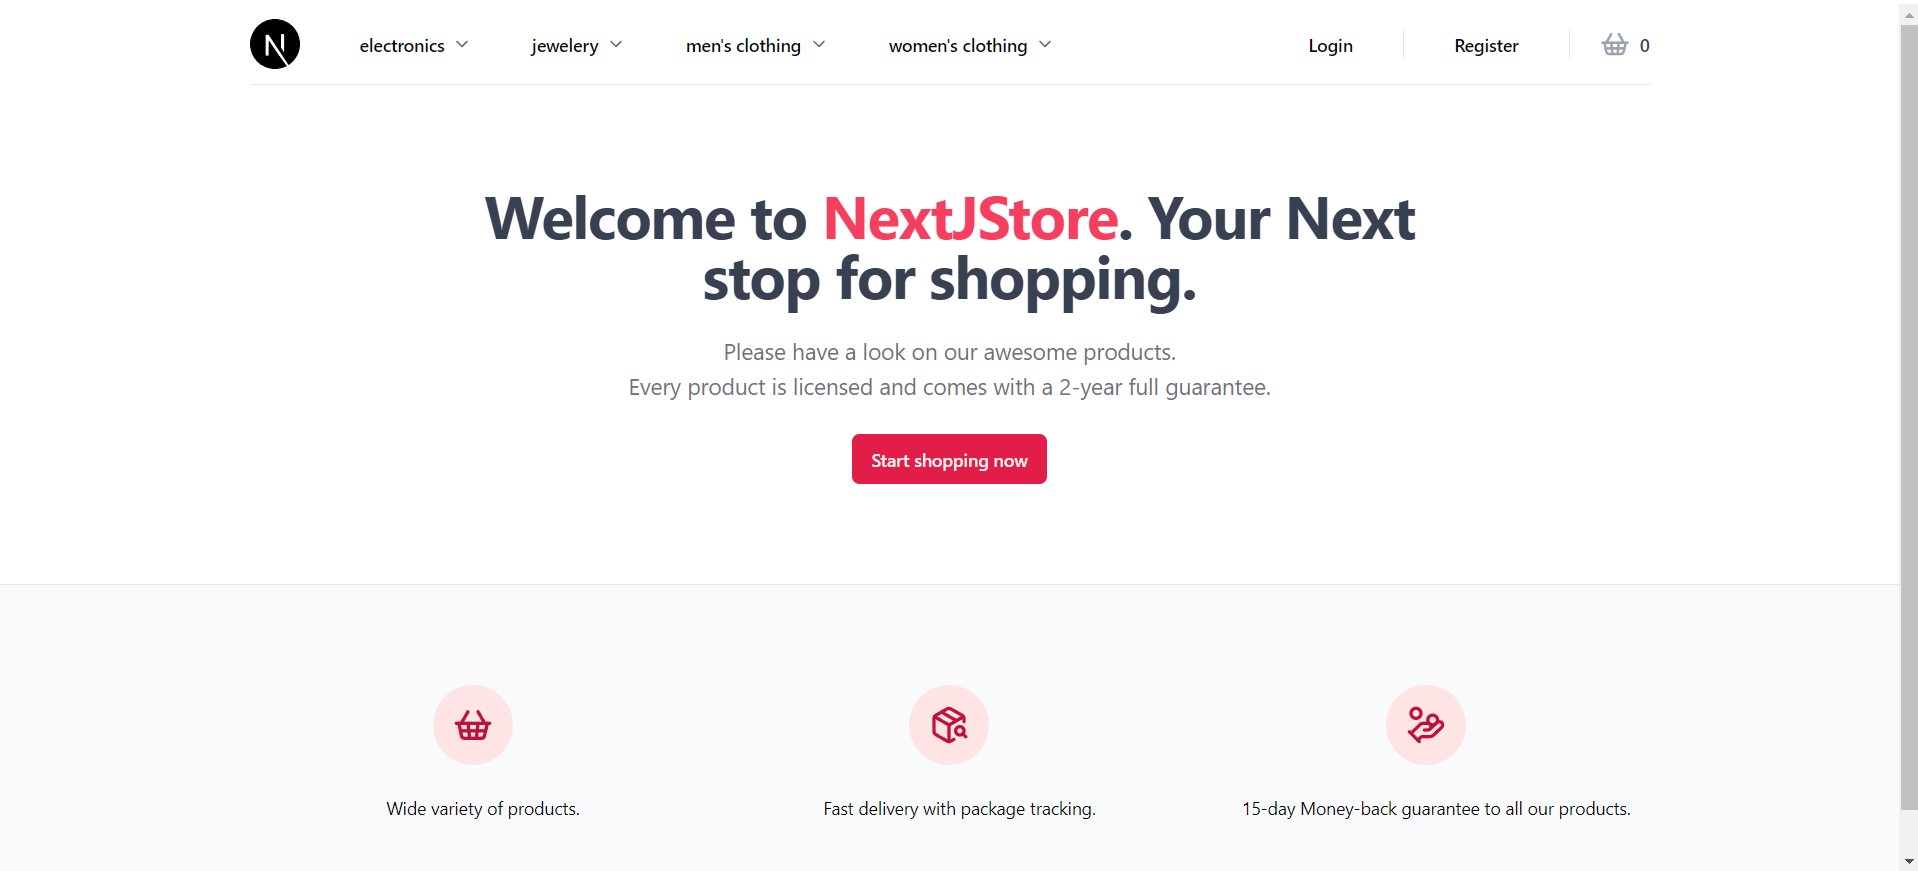 N electronics jewelery men's clothing women's clothing Login Register 0
Welcome to NextJStore. Your Next
stop for shopping.
Please have a look on our awesome products.
Every product is licensed and comes with a 2-year full guarantee.
Start shopping now
Wide variety of products. Fast delivery with package tracking. 15-day Money-back guarantee to all our products.